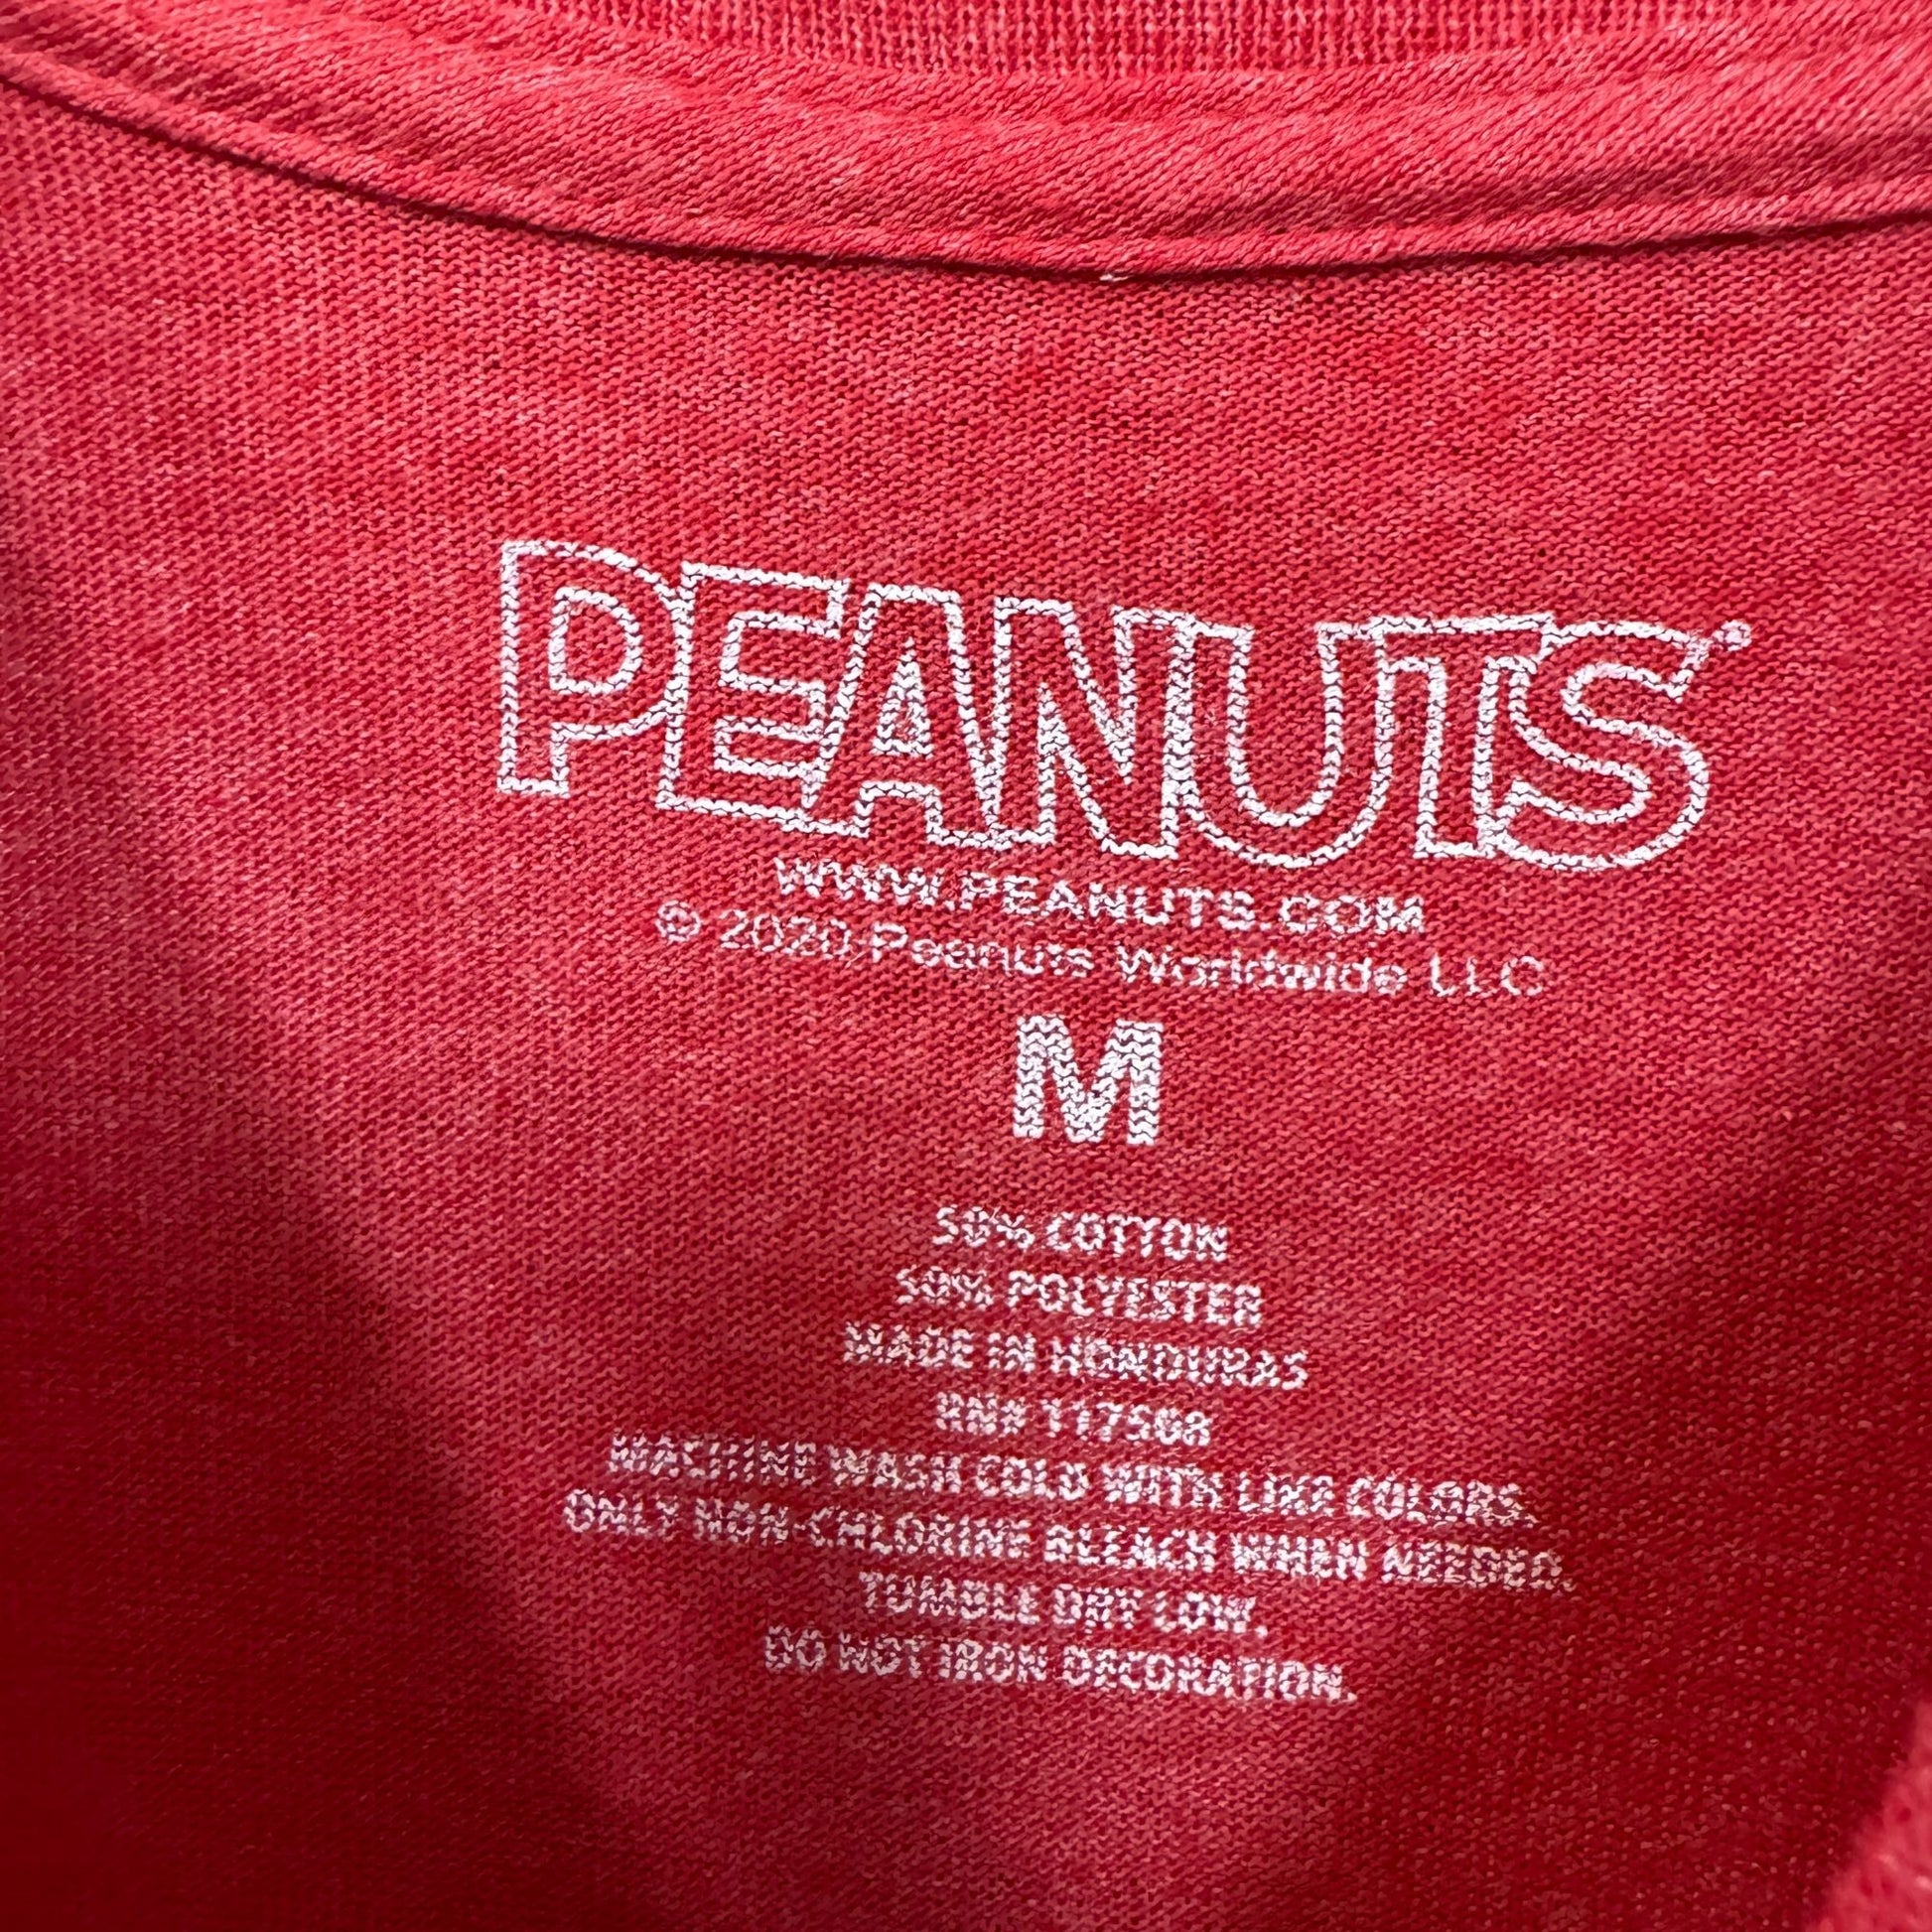 PEANUTS®
WWW.PEANUTS.COM
© 2020 Peanuts Worldwide LLC
M
50% COTTON
50% POLYESTER
MADE IN HONDURAS
RN# 117508
MACHINE WASH COLD WITH LIKE COLORS.
ONLY NON-CHLORINE BLEACH WHEN NEEDED.
TUMBLE DRY LOW.
DO NOT IRON DECORATION.